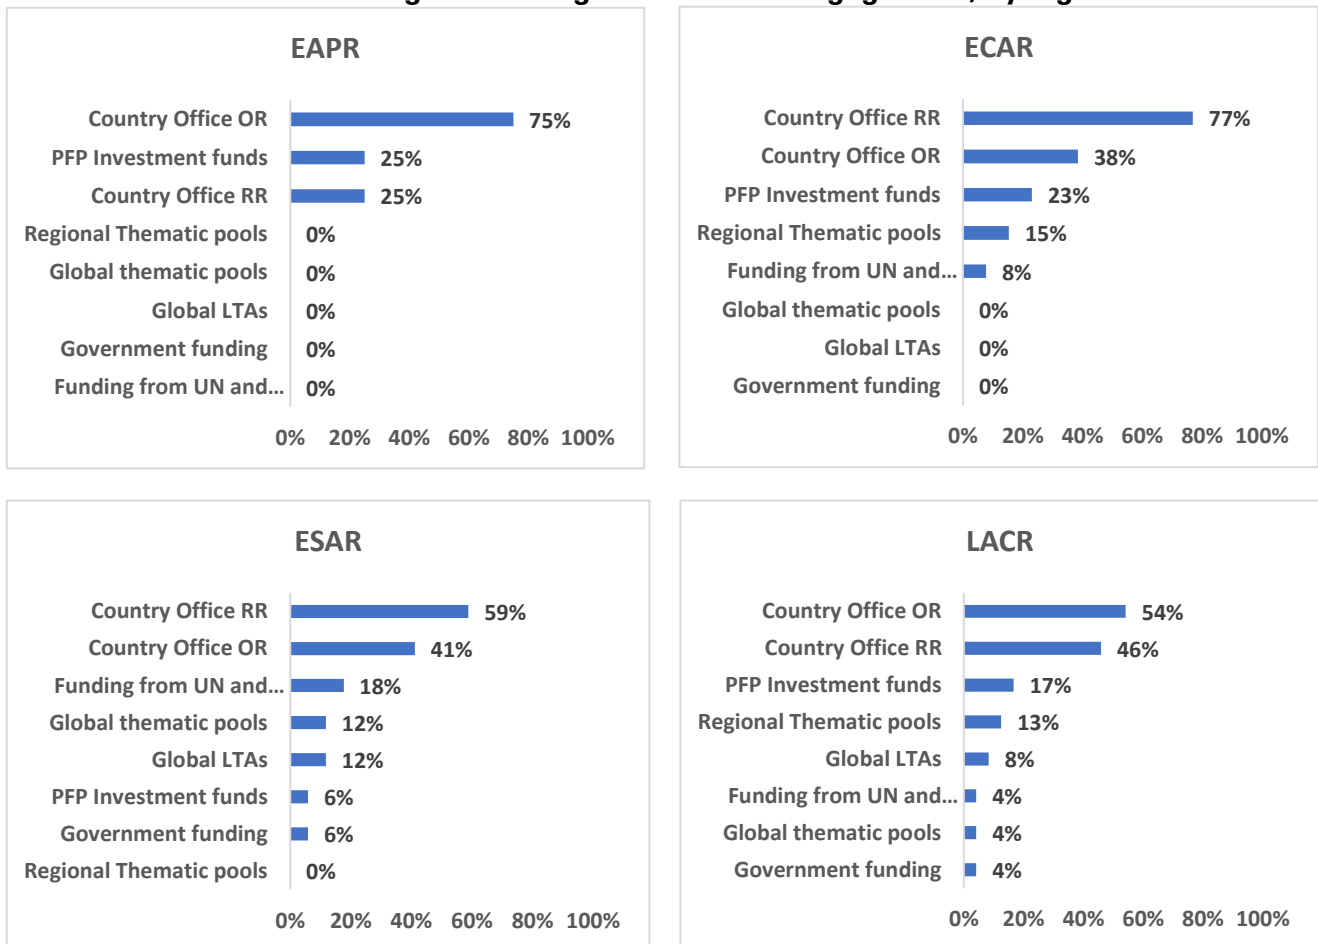 EAPR
Country Office OR 75%
PFP Investment funds 25%
Country Office RR 25%
Regional Thematic pools 0%
Global thematic pools 0%
Global LTAs 0%
Government funding 0%
Funding from UN and... 0%
0% 20% 40% 60% 80% 100%
ECAR
Country Office RR 77%
Country Office OR 38%
PFP Investment funds 23%
Regional Thematic pools 15%
Funding from UN and... 8%
Global thematic pools 0%
Global LTAs 0%
Government funding 0%
0% 20% 40% 60% 80% 100%
ESAR
Country Office RR 59%
Country Office OR 41%
Funding from UN and... 18%
Global thematic pools 12%
Global LTAs 12%
PFP Investment funds 6%
Government funding 6%
Regional Thematic pools 0%
0% 20% 40% 60% 80% 100%
LACR
Country Office OR 54%
Country Office RR 46%
PFP Investment funds 17%
Regional Thematic pools 13%
Global LTAs 8%
Funding from UN and... 4%
Global thematic pools 4%
Government funding 4%
0% 20% 40% 60% 80% 100%